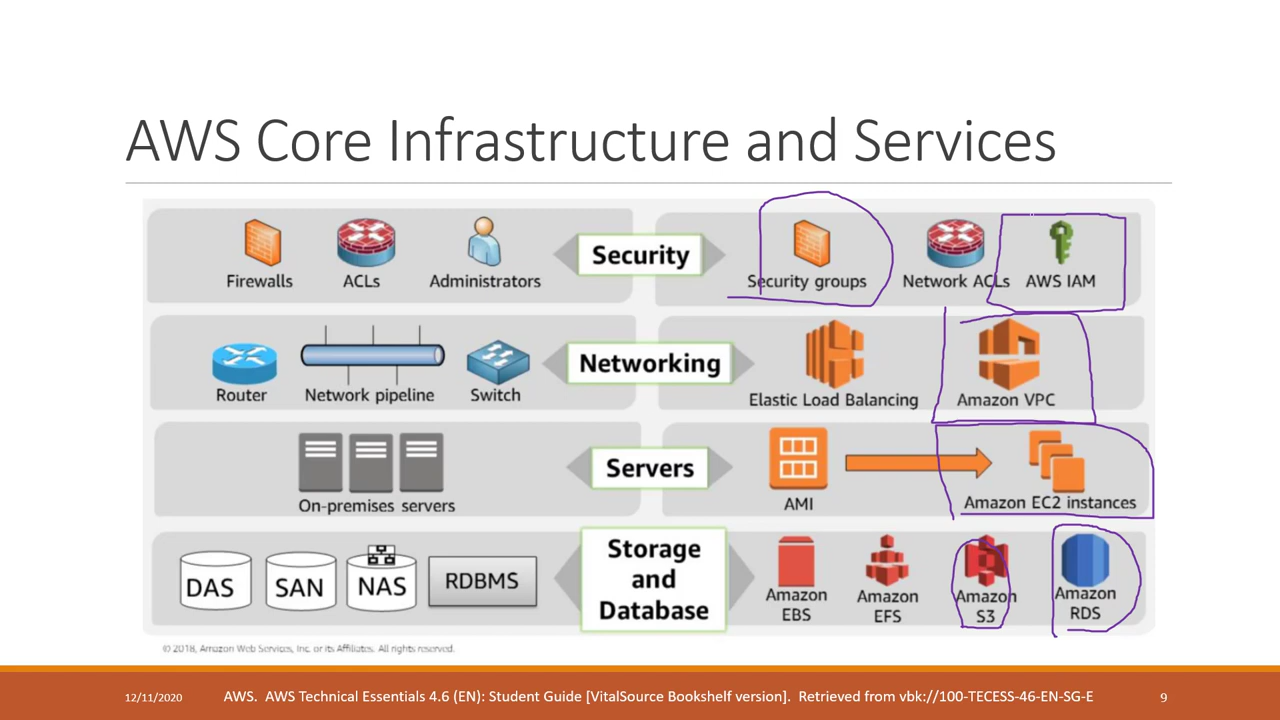 AWS Core Infrastructure and Services
Firewalls
ACLs
Administrators
Security
Security groups
Network ACLs
AWS IAM
Router
Network pipeline
Switch
Networking
Elastic Load Balancing
Amazon VPC
On-premises servers
Servers
AMI
Amazon EC2 instances
DAS
SAN
NAS
RDBMS
Storage
and
Database
Amazon
EBS
Amazon
EFS
Amazon
S3
Amazon
RDS
© 2018, Amazon Web Services, Inc. or its Affiliates. All rights reserved.
12/11/2020
AWS. AWS Technical Essentials 4.6 (EN): Student Guide [VitalSource Bookshelf version]. Retrieved from vbk://100-TECESS-46-EN-SG-E
9